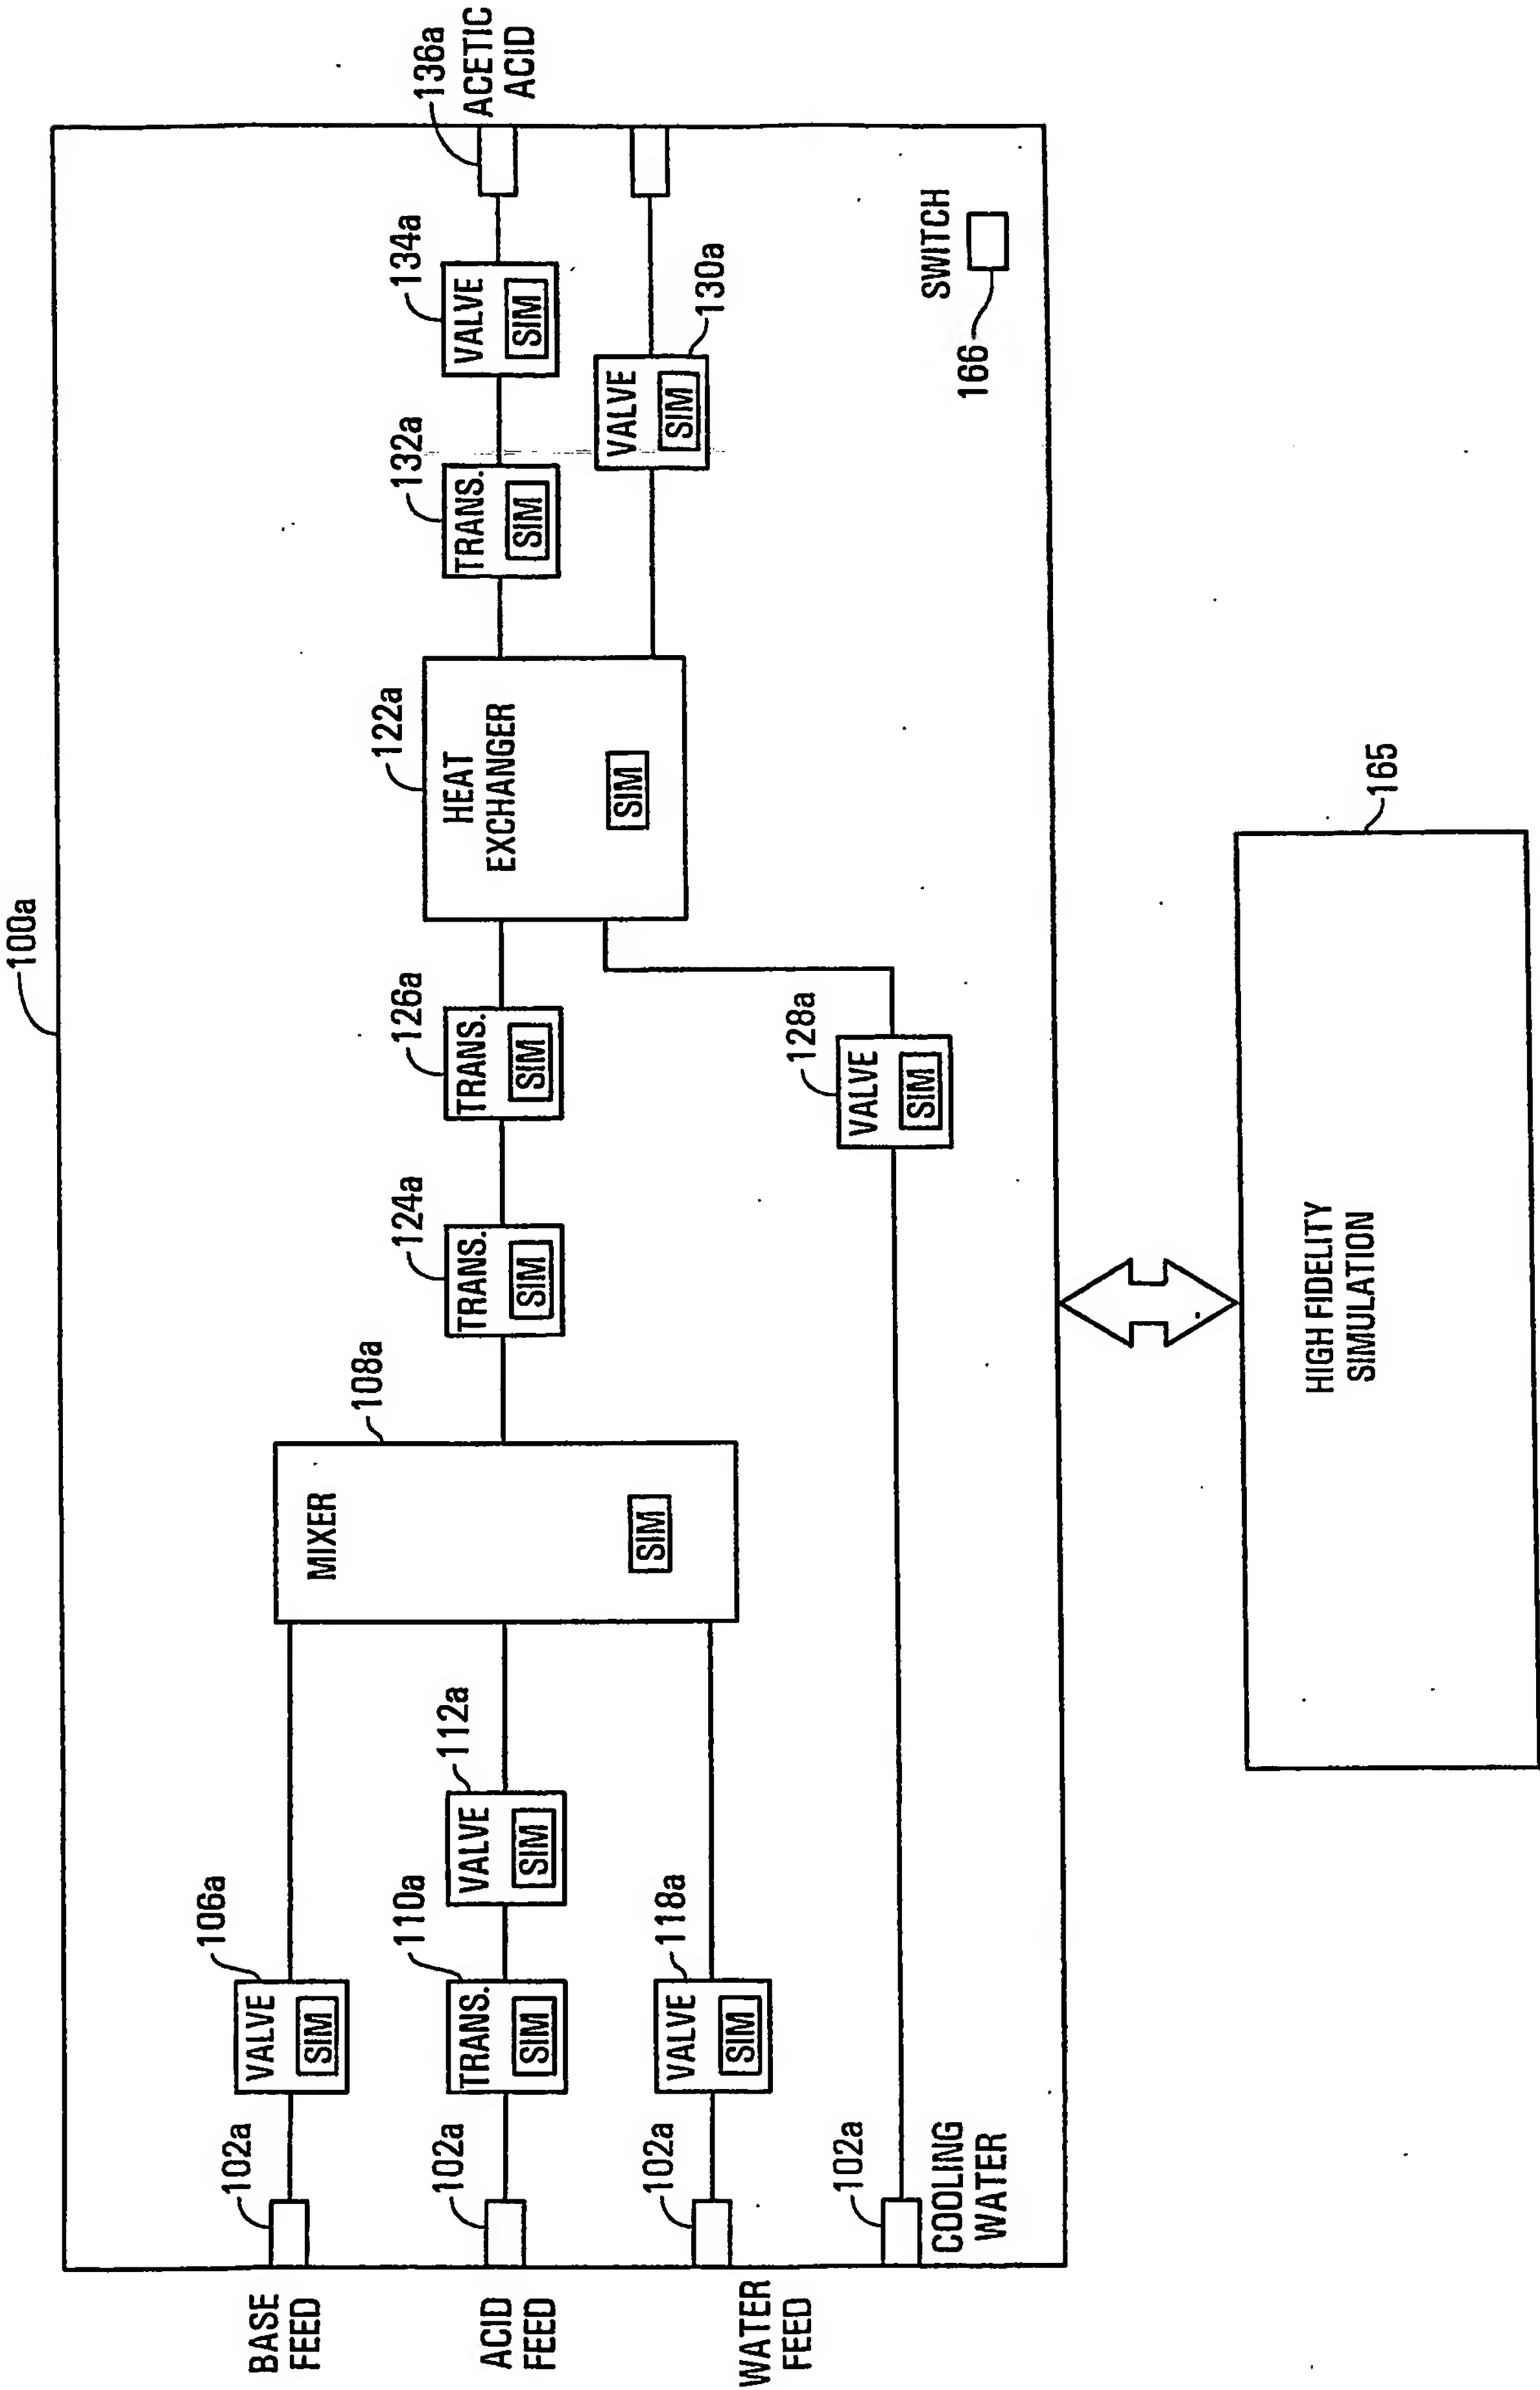 100a
136a
ACETIC
ACID
134a
VALVE
SIM
132a
TRANS.
SIM
VALVE
SIM
130a
SWITCH
166
122a
HEAT
EXCHANGER
SIM
126a
TRANS.
SIM
124a
TRANS.
SIM
128a
VALVE
SIM
108a
MIXER
SIM
112a
VALVE
SIM
106a
VALVE
SIM
110a
TRANS.
SIM
118a
VALVE
SIM
102a
102a
102a
102a
BASE
FEED
ACID
FEED
WATER
FEED
COOLING
WATER
165
HIGH FIDELITY
SIMULATION